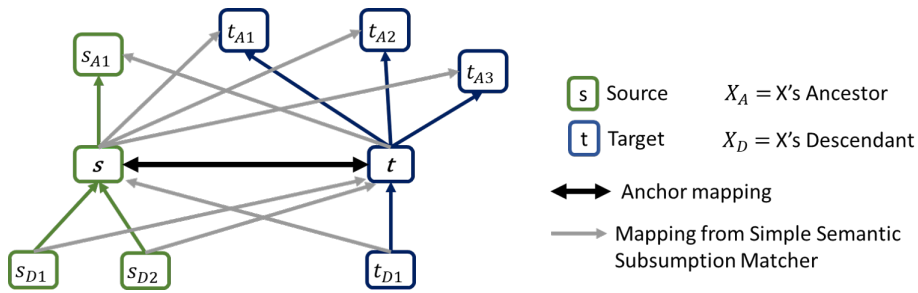 t_A1
t_A2
s_A1
t_A3
s
t
s_D1
s_D2
t_D1
s Source X_A = X's Ancestor
t Target X_D = X's Descendant
Anchor mapping
Mapping from Simple Semantic
Subsumption Matcher